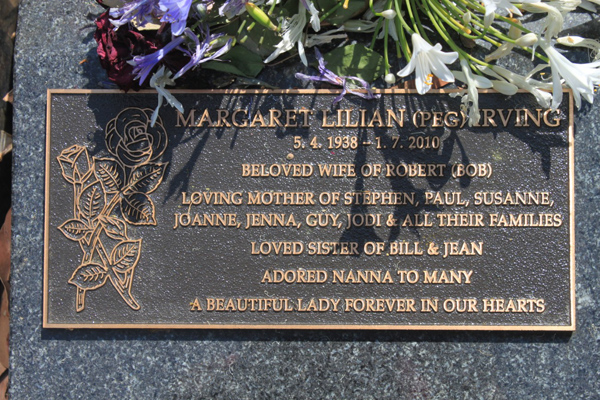 MARGARET LILIAN (PEG) IRVING
5. 4. 1938 – 1. 7. 2010
BELOVED WIFE OF ROBERT (BOB)
LOVING MOTHER OF STEPHEN, PAUL, SUSANNE,
JOANNE, JENNA, GUY, JODI & ALL THEIR FAMILIES
LOVED SISTER OF BILL & JEAN
ADORED NANNA TO MANY
A BEAUTIFUL LADY FOREVER IN OUR HEARTS